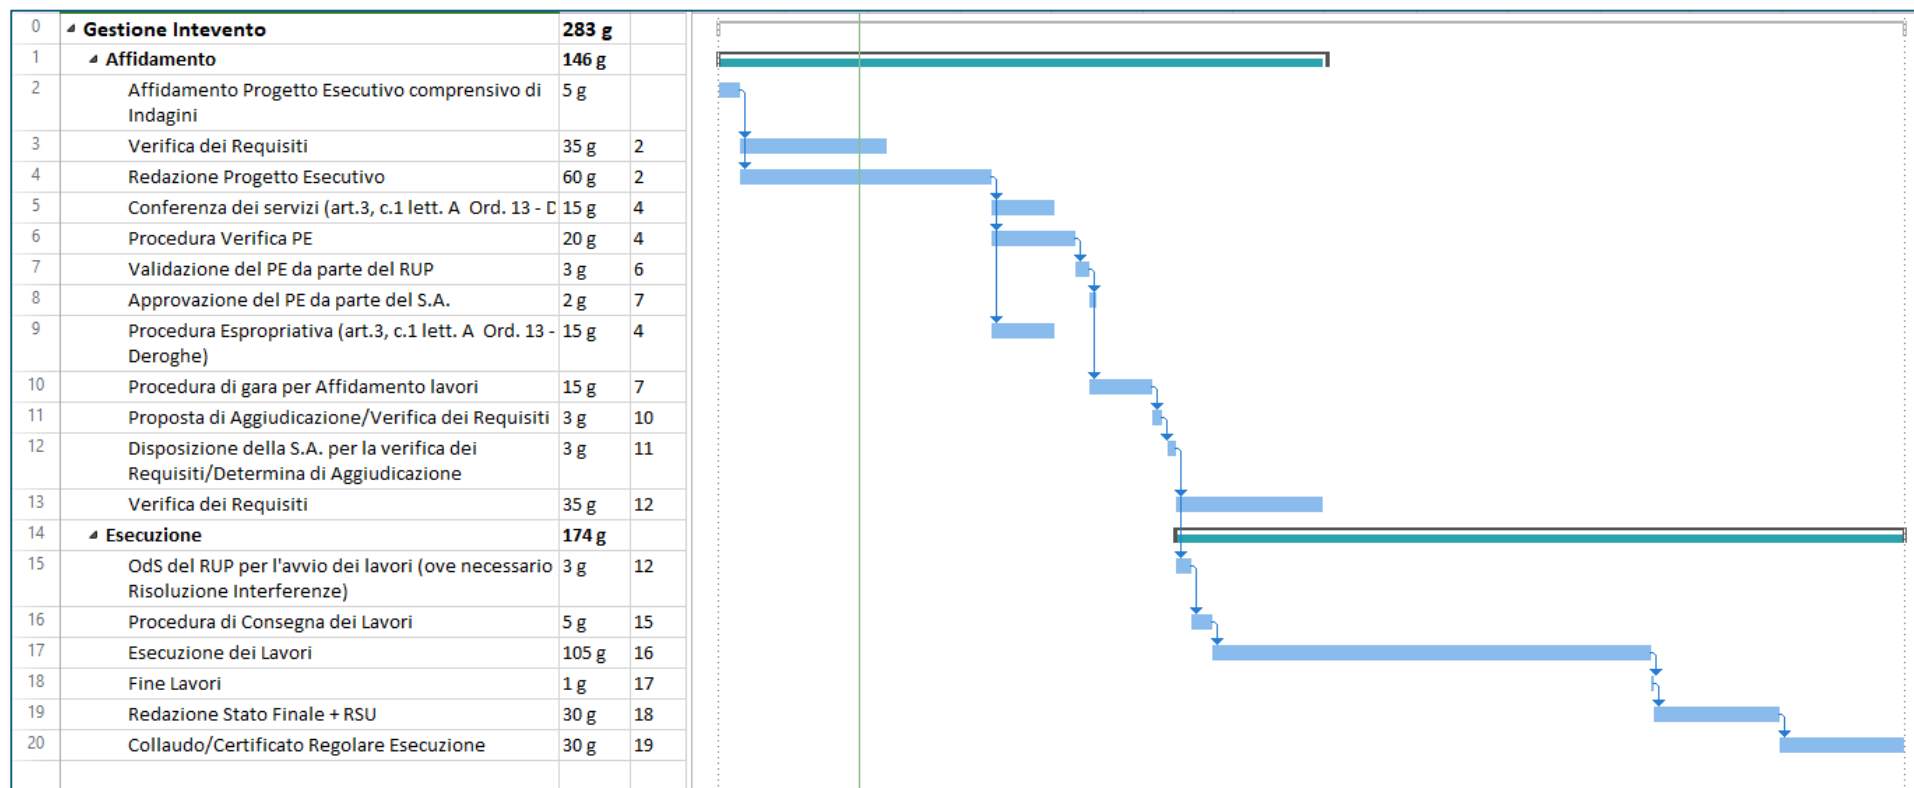 0 Gestione Intevento 283 g
1 Affidamento 146 g
2 Affidamento Progetto Esecutivo comprensivo di 5 g
Indagini
3 Verifica dei Requisiti 35 g 2
4 Redazione Progetto Esecutivo 60 g 2
5 Conferenza dei servizi (art.3, c.1 lett. A Ord. 13 - D 15 g 4
6 Procedura Verifica PE 20 g 4
7 Validazione del PE da parte del RUP 3 g 6
8 Approvazione del PE da parte del S.A. 2 g 7
9 Procedura Espropriativa (art.3, c.1 lett. A Ord. 13 - 15 g 4
Deroghe)
10 Procedura di gara per Affidamento lavori 15 g 7
11 Proposta di Aggiudicazione/Verifica dei Requisiti 3 g 10
12 Disposizione della S.A. per la verifica dei 3 g 11
Requisiti/Determina di Aggiudicazione
13 Verifica dei Requisiti 35 g 12
14 Esecuzione 174 g
15 OdS del RUP per l'avvio dei lavori (ove necessario 3 g 12
Risoluzione Interferenze)
16 Procedura di Consegna dei Lavori 5 g 15
17 Esecuzione dei Lavori 105 g 16
18 Fine Lavori 1 g 17
19 Redazione Stato Finale + RSU 30 g 18
20 Collaudo/Certificato Regolare Esecuzione 30 g 19